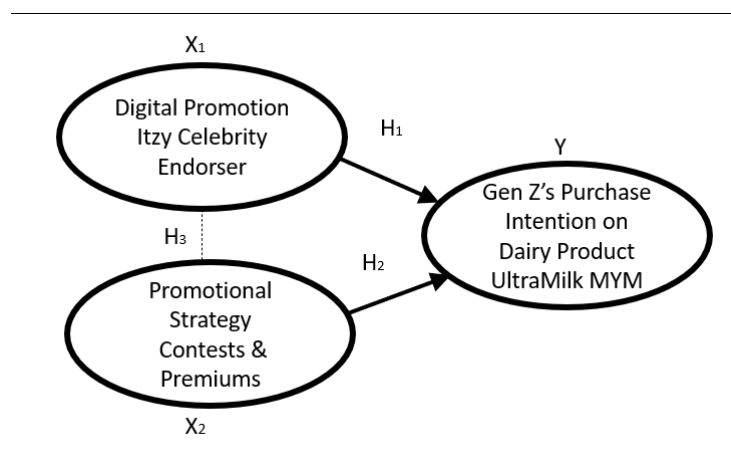 X₁
Digital Promotion
Itzy Celebrity
Endorser
H₁
Y
Gen Z's Purchase
Intention on
Dairy Product
UltraMilk MYM
H₃
H₂
Promotional
Strategy
Contests &
Premiums
X₂